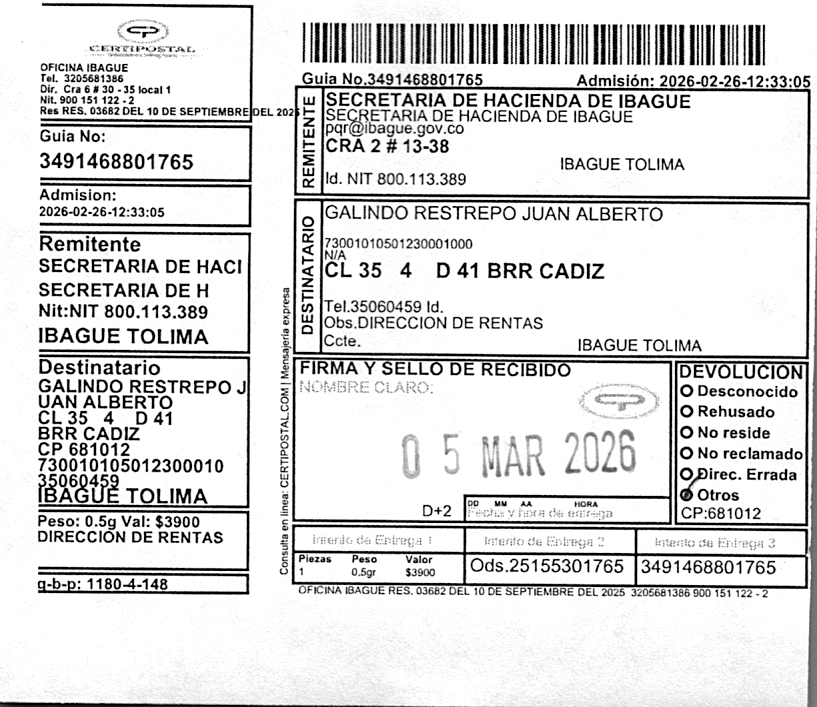 CERTIPOSTAL
OFICINA IBAGUE
Tel. 3205681386
Dir. Cra 6 # 30 - 35 local 1
Nit. 900 151 122 - 2
Res RES. 03682 DEL 10 DE SEPTIEMBRE DEL 2025
Guia No:
3491468801765
Admision:
2026-02-26-12:33:05
Remitente
SECRETARIA DE HACI
SECRETARIA DE H
Nit:NIT 800.113.389
IBAGUE TOLIMA
Destinatario
GALINDO RESTREPO J
UAN ALBERTO
CL 35 4 D 41
BRR CADIZ
CP 681012
730010105012300010
35060459
IBAGUE TOLIMA
Peso: 0.5g Val: $3900
DIRECCION DE RENTAS
q-b-p: 1180-4-148
Consulta en linea: CERTIPOSTAL.COM | Mensajeria expresa
Guia No.3491468801765 Admisión: 2026-02-26-12:33:05
REMITENTE
SECRETARIA DE HACIENDA DE IBAGUE
SECRETARIA DE HACIENDA DE IBAGUE
pqr@ibague.gov.co
CRA 2 # 13-38
IBAGUE TOLIMA
Id. NIT 800.113.389
DESTINATARIO
GALINDO RESTREPO JUAN ALBERTO
73001010501230001000
N/A
CL 35 4 D 41 BRR CADIZ
Tel.35060459 Id.
Obs.DIRECCION DE RENTAS
Ccte. IBAGUE TOLIMA
FIRMA Y SELLO DE RECIBIDO
NOMBRE CLARO:
05 MAR 2026
D+2
DD MM AA HORA
Fecha y hora de entrega
DEVOLUCION
Desconocido
Rehusado
No reside
No reclamado
Direc. Errada
Otros
CP:681012
Intento de Entrega 1 Intento de Entrega 2 Intento de Entrega 3
Piezas Peso Valor
1 0.5gr $3900
Ods.25155301765 3491468801765
OFICINA IBAGUE RES. 03682 DEL 10 DE SEPTIEMBRE DEL 2025 3205681386 900 151 122 - 2